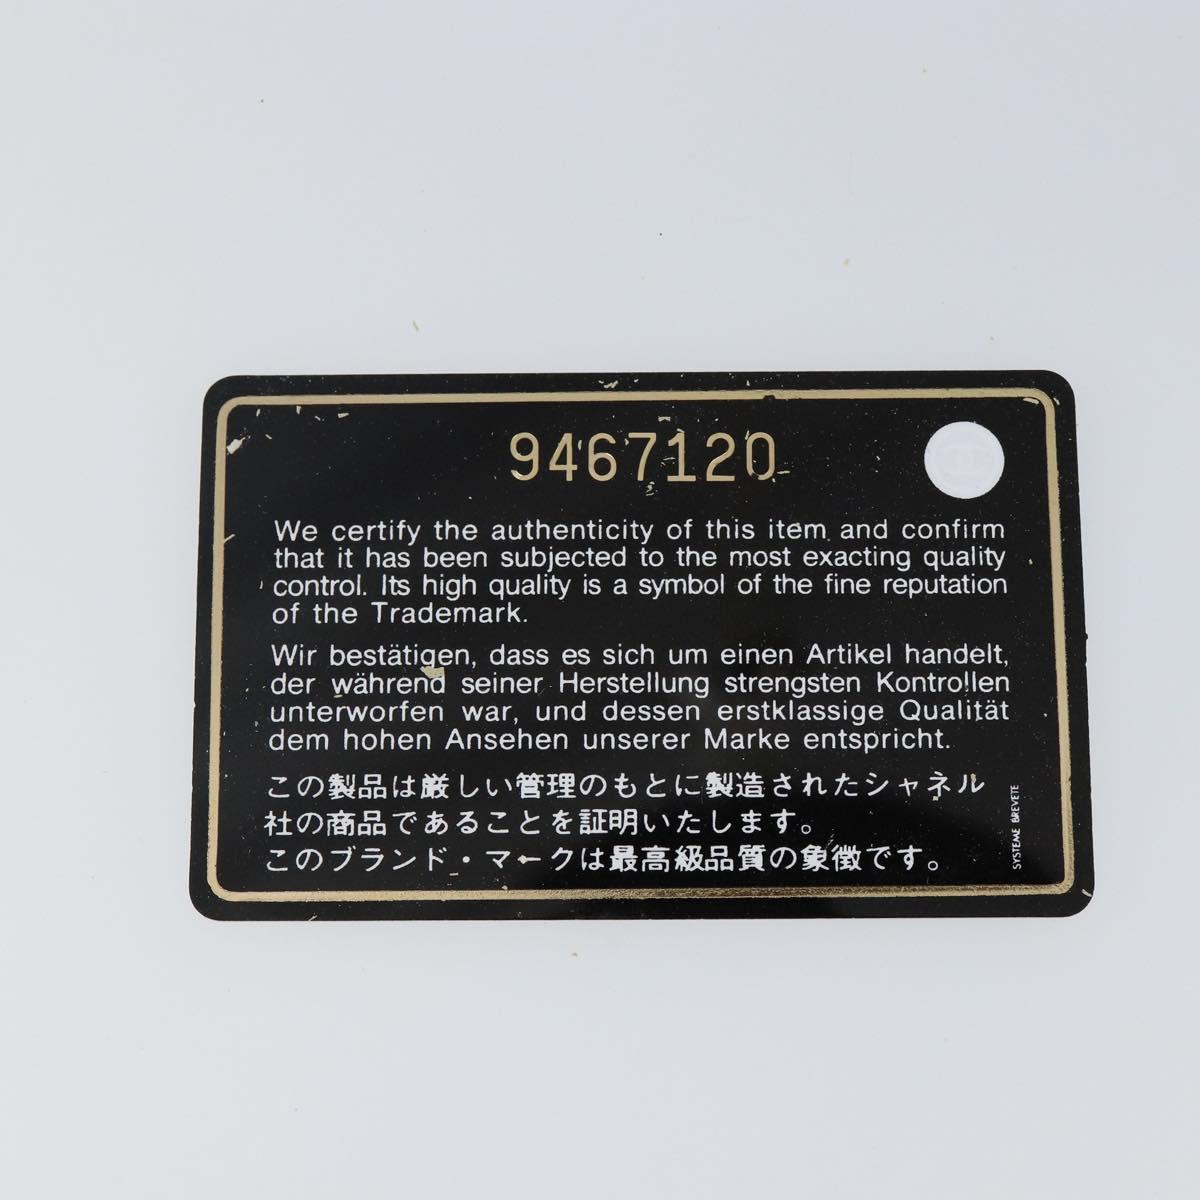 9467120
We certify the authenticity of this item and confirm
that it has been subjected to the most exacting quality
control. Its high quality is a symbol of the fine reputation
of the Trademark.
Wir bestätigen, dass es sich um einen Artikel handelt,
der während seiner Herstellung strengsten Kontrollen
unterworfen war, und dessen erstklassige Qualität
dem hohen Ansehen unserer Marke entspricht.
この製品は厳しい管理のもとに製造されたシャネル
社の商品であることを証明いたします。
このブランド・マークは最高級品質の象徴です。
SYSTEME BREVETE